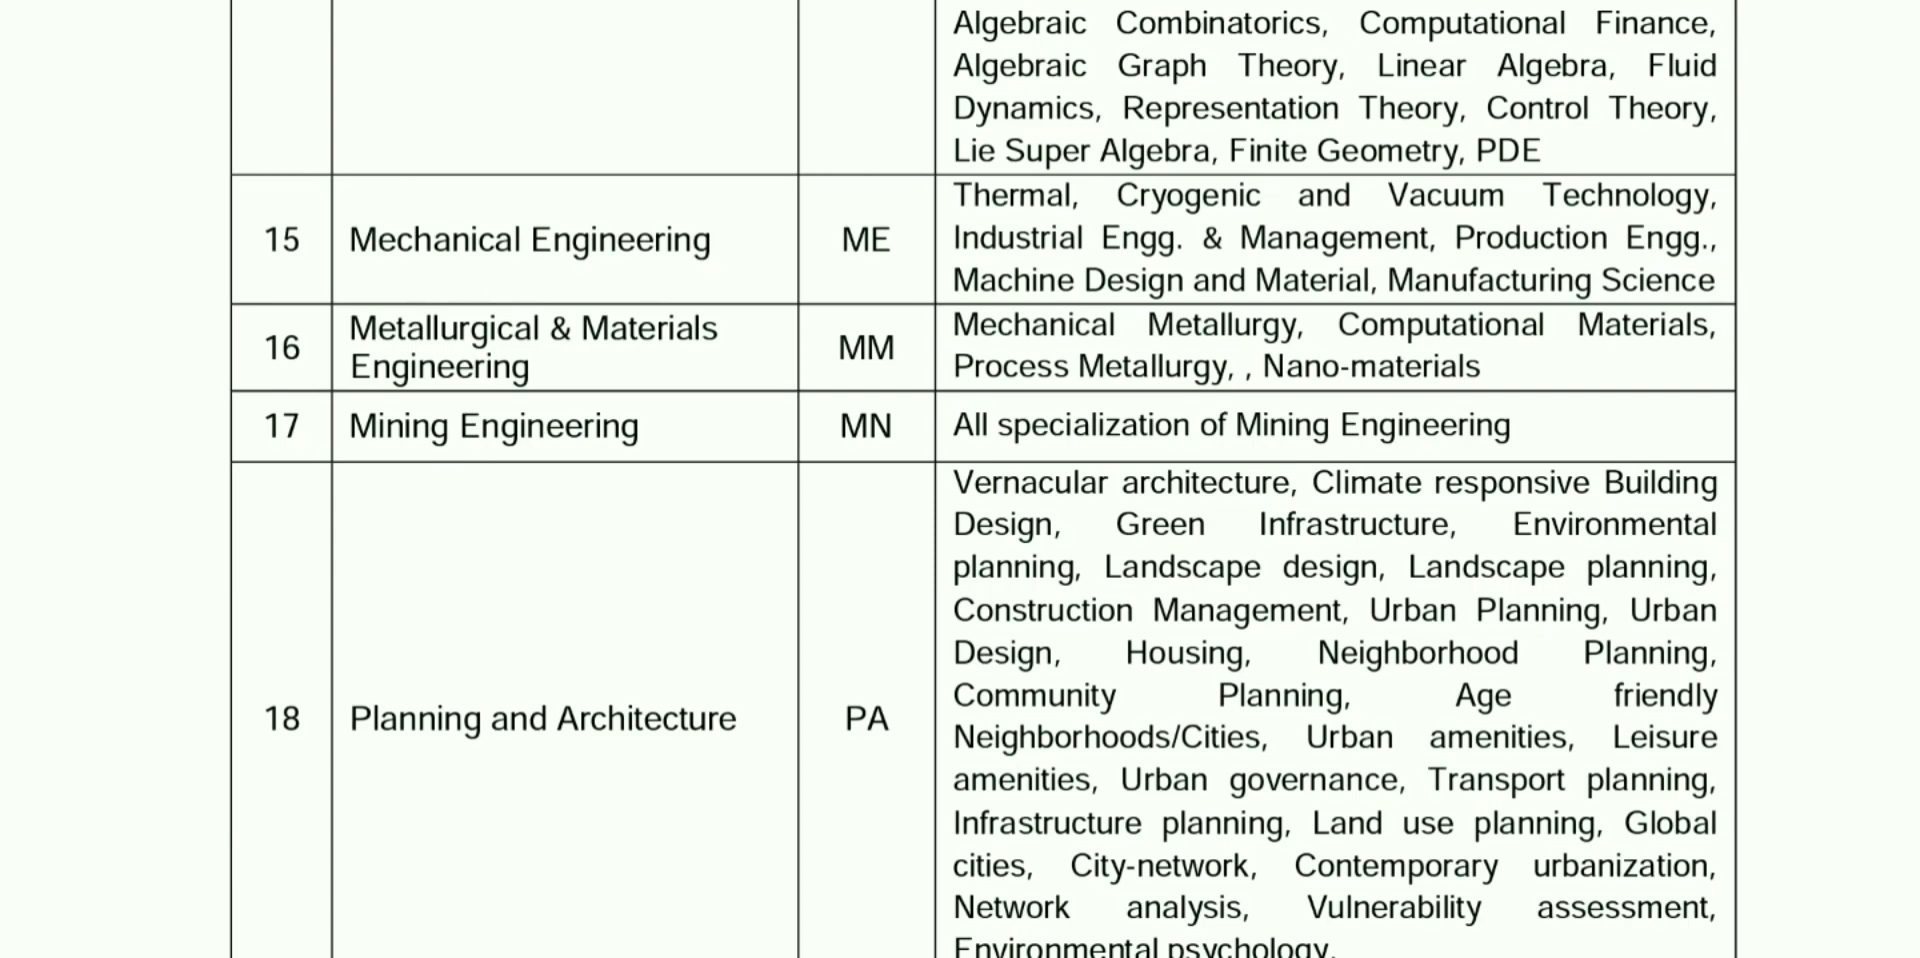 Algebraic Combinatorics, Computational Finance,
Algebraic Graph Theory, Linear Algebra, Fluid
Dynamics, Representation Theory, Control Theory,
Lie Super Algebra, Finite Geometry, PDE
15 Mechanical Engineering ME
Thermal, Cryogenic and Vacuum Technology,
Industrial Engg. & Management, Production Engg.,
Machine Design and Material, Manufacturing Science
16
Metallurgical & Materials
Engineering
MM
Mechanical Metallurgy, Computational Materials,
Process Metallurgy, , Nano-materials
17 Mining Engineering MN All specialization of Mining Engineering
18 Planning and Architecture PA
Vernacular architecture, Climate responsive Building
Design, Green Infrastructure, Environmental
planning, Landscape design, Landscape planning,
Construction Management, Urban Planning, Urban
Design, Housing, Neighborhood Planning,
Community Planning, Age friendly
Neighborhoods/Cities, Urban amenities, Leisure
amenities, Urban governance, Transport planning,
Infrastructure planning, Land use planning, Global
cities, City-network, Contemporary urbanization,
Network analysis, Vulnerability assessment,
Environmental psychology.